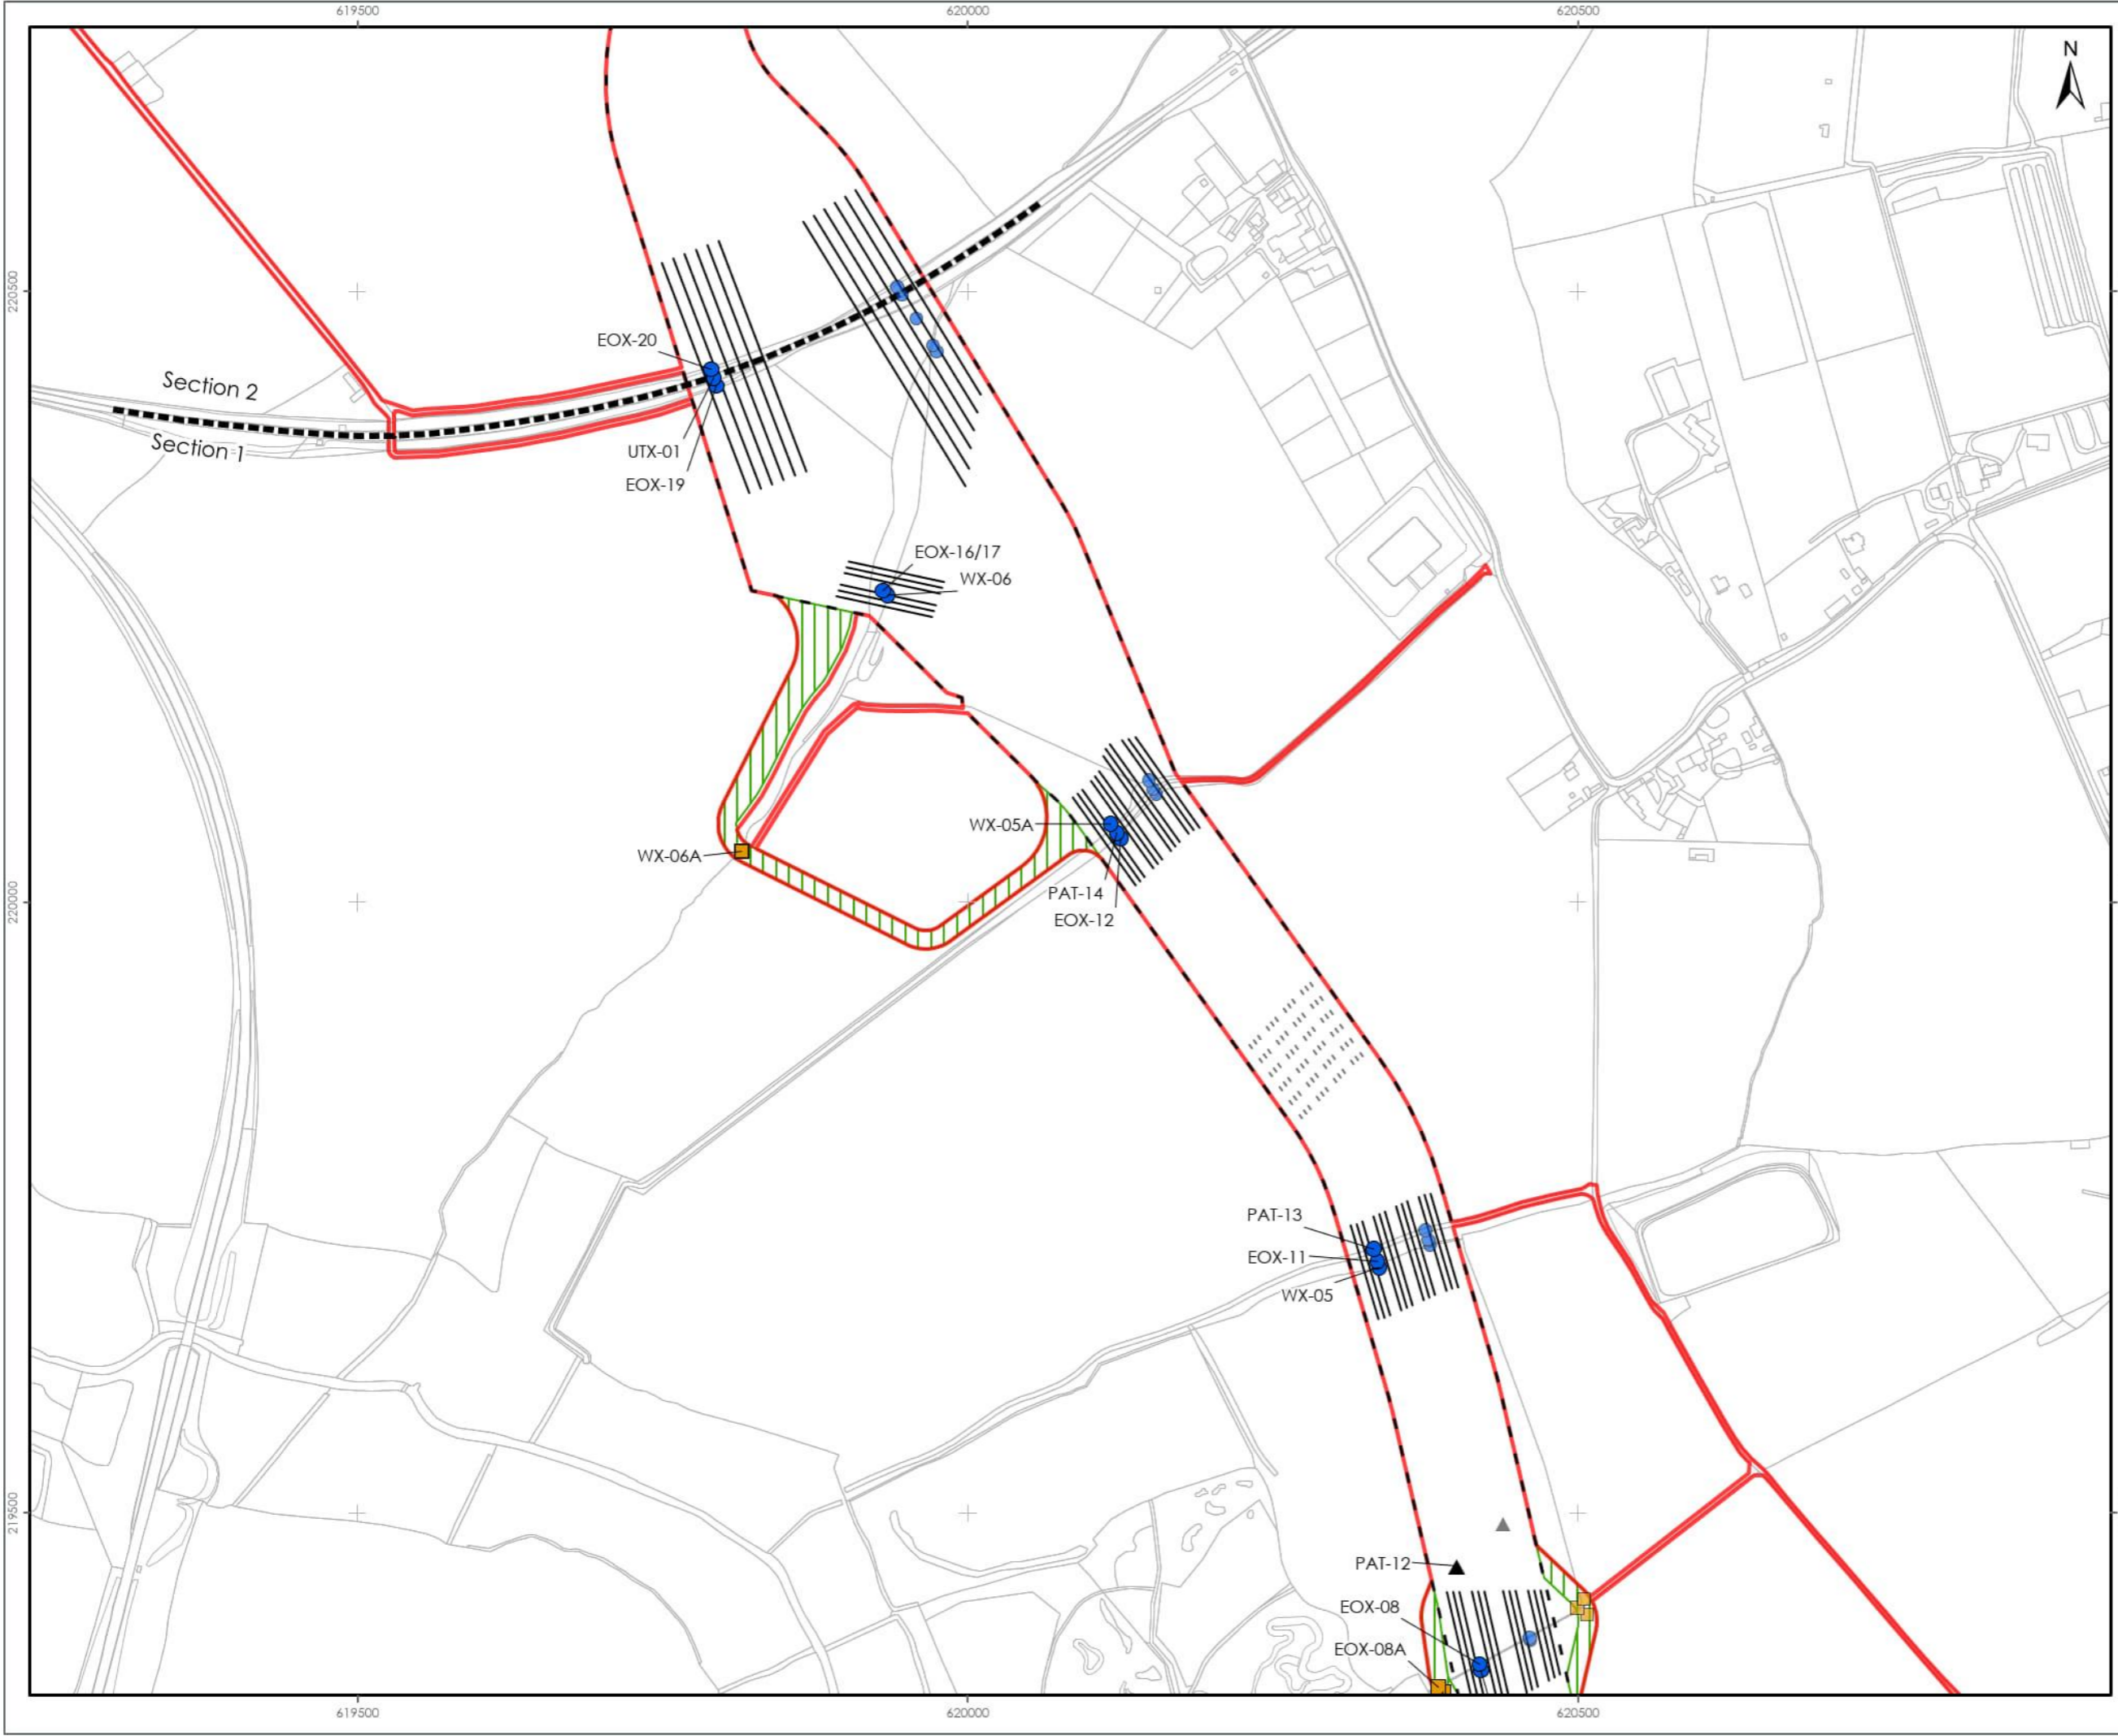 619500 620000 620500
N
220500
EOX-20
Section 2
Section 1
UTX-01
EOX-19
EOX-16/17
WX-06
WX-05A
WX-06A
PAT-14
220000
EOX-12
PAT-13
EOX-11
WX-05
219500
PAT-12
EOX-08
EOX-08A
619500 620000 620500